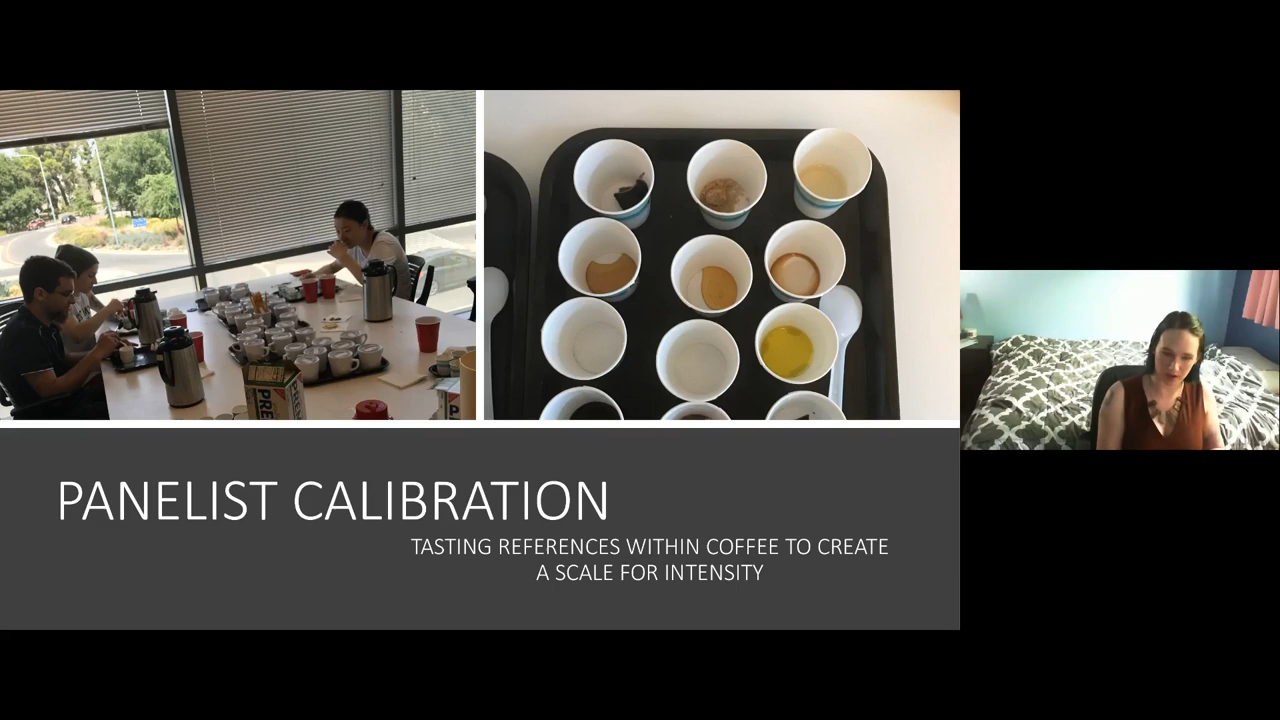 PANELIST CALIBRATION
TASTING REFERENCES WITHIN COFFEE TO CREATE
A SCALE FOR INTENSITY